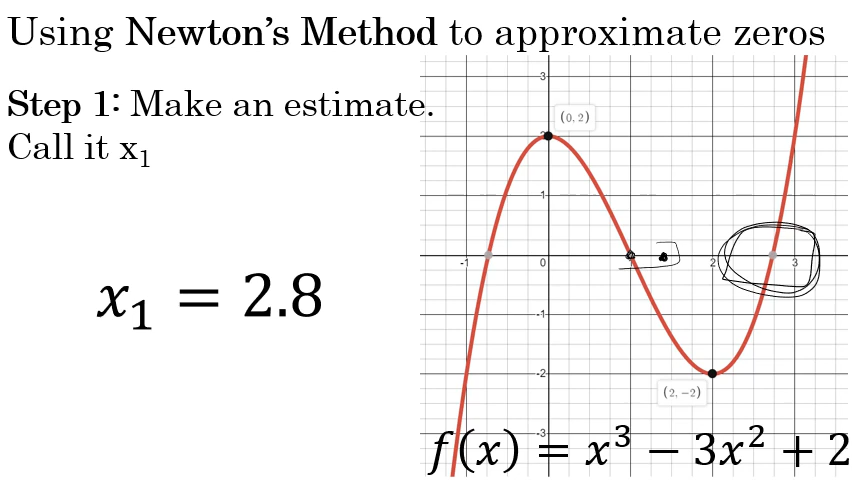 Using Newton's Method to approximate zeros
Step 1: Make an estimate.
Call it x₁
x₁ = 2.8
3
(0, 2)
2
1
-1
0
1
2
3
-1
-2
(2, −2)
-3
f(x) = x³ − 3x² + 2